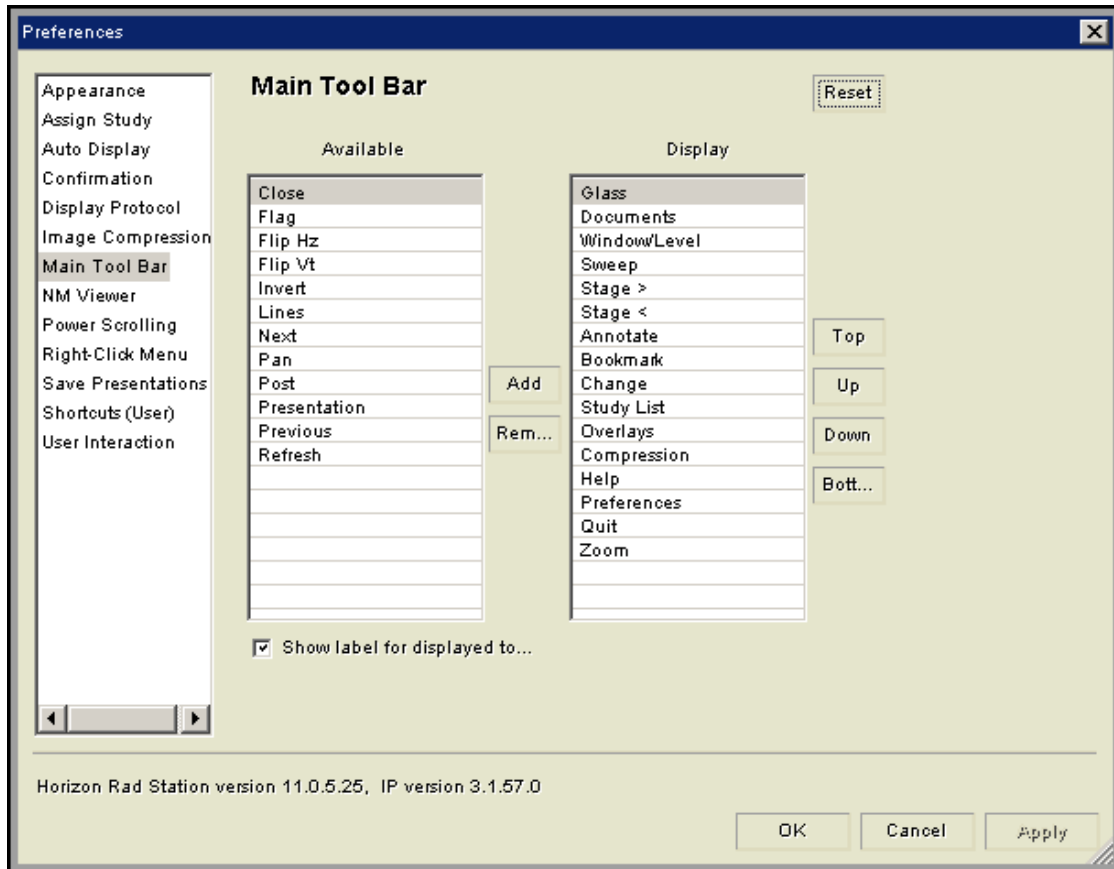 Preferences
Appearance
Assign Study
Auto Display
Confirmation
Display Protocol
Image Compression
Main Tool Bar
NM Viewer
Power Scrolling
Right-Click Menu
Save Presentations
Shortcuts (User)
User Interaction
Main Tool Bar
Reset
Available
Close
Flag
Flip Hz
Flip Vt
Invert
Lines
Next
Pan
Post
Presentation
Previous
Refresh
Add
Rem...
Display
Glass
Documents
Window/Level
Sweep
Stage >
Stage <
Annotate
Bookmark
Change
Study List
Overlays
Compression
Help
Preferences
Quit
Zoom
Top
Up
Down
Bott...
Show label for displayed to...
Horizon Rad Station version 11.0.5.25, IP version 3.1.57.0
OK
Cancel
Apply